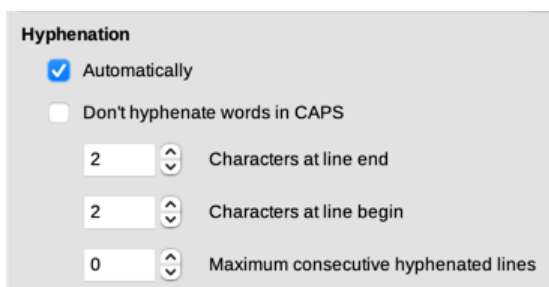 Hyphenation
Automatically
Don't hyphenate words in CAPS
2 Characters at line end
2 Characters at line begin
0 Maximum consecutive hyphenated lines